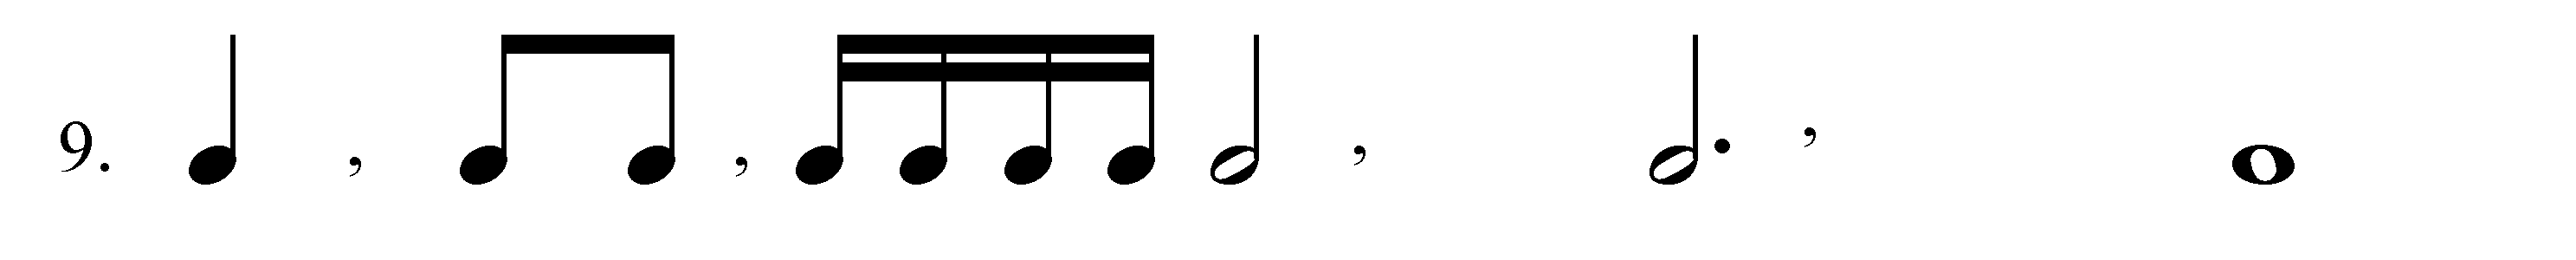 9. , , , ,